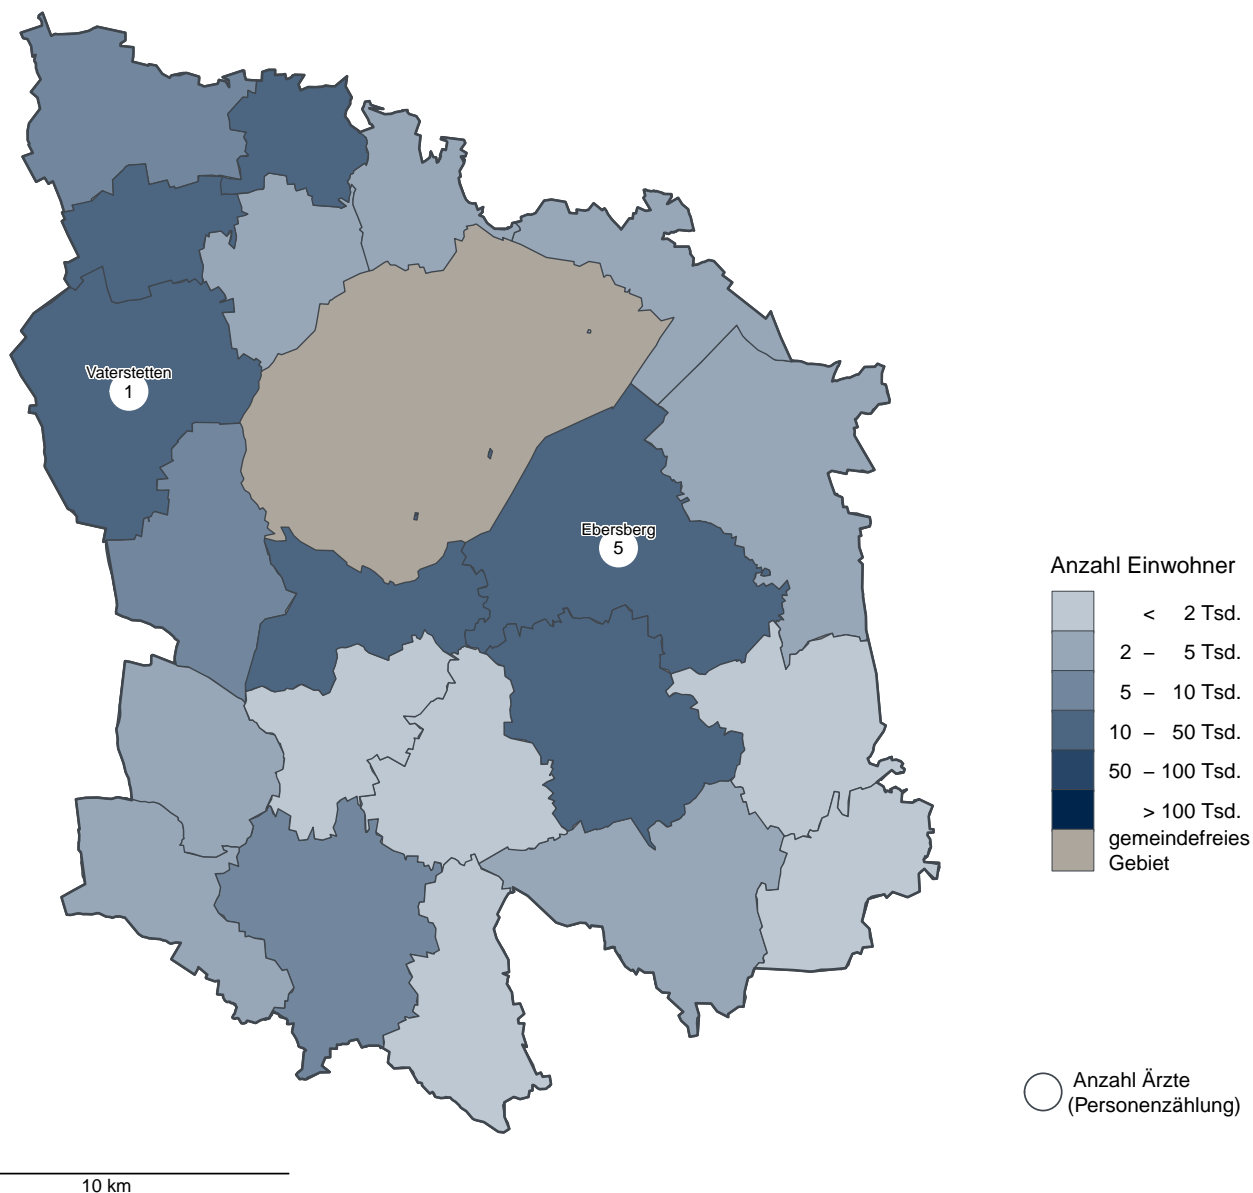 Vaterstetten
1
Ebersberg
5
Anzahl Einwohner
< 2 Tsd.
2 – 5 Tsd.
5 – 10 Tsd.
10 – 50 Tsd.
50 – 100 Tsd.
> 100 Tsd.
gemeindefreies
Gebiet
Anzahl Ärzte
(Personenzählung)
10 km